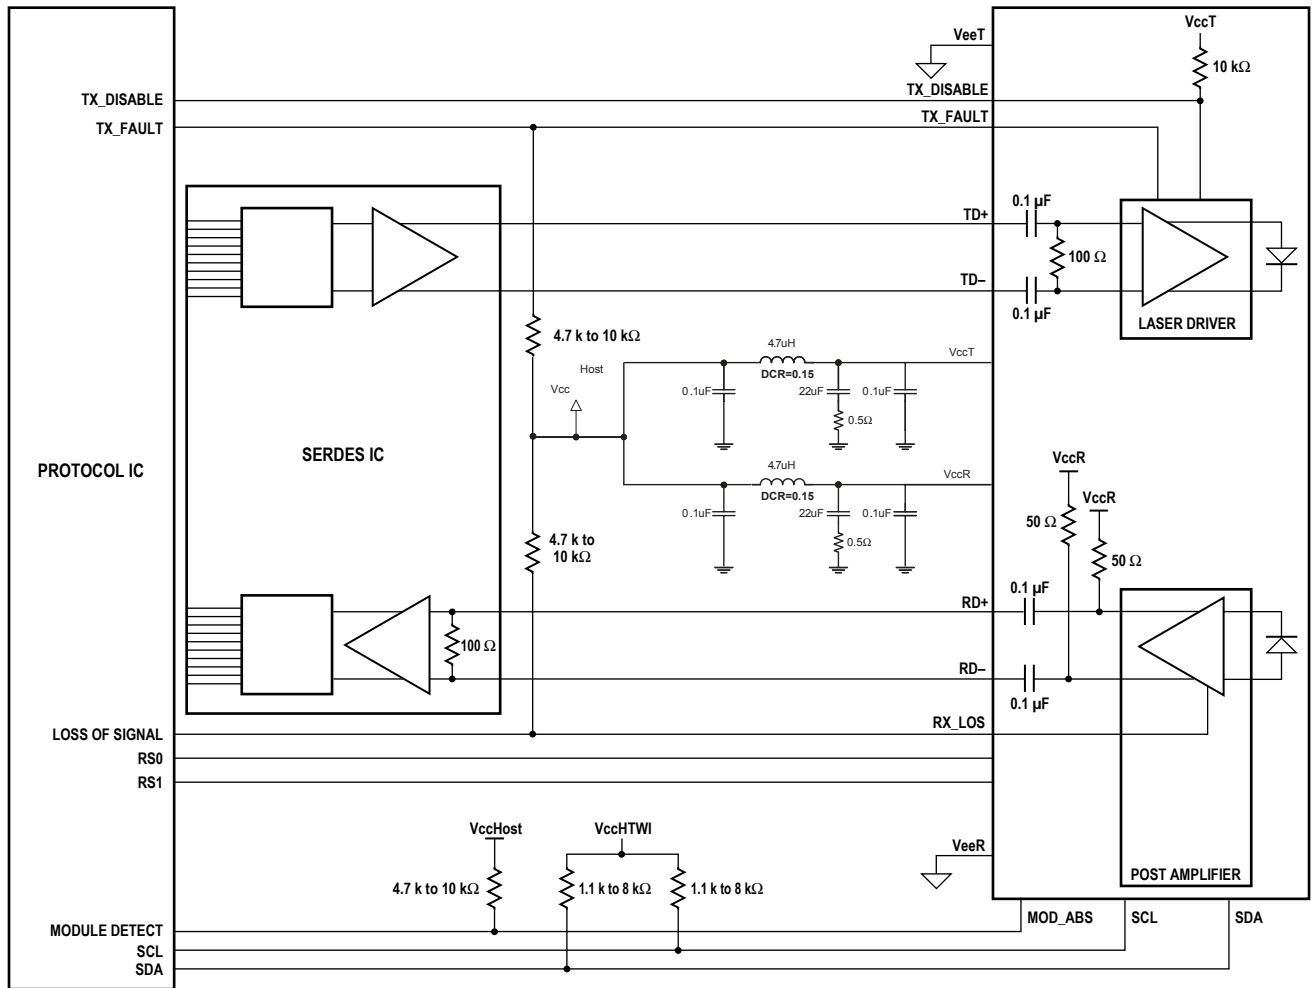 VccT
VeeT
10 kΩ
TX_DISABLE
TX_DISABLE
TX_FAULT
TX_FAULT
0.1 µF
TD+
100 Ω
TD–
0.1 µF
LASER DRIVER
4.7 k to 10 kΩ
4.7uH
VccT
Host
DCR=0.15
Vcc
0.1uF
22uF
0.1uF
0.5Ω
PROTOCOL IC
SERDES IC
4.7uH
VccR
DCR=0.15
0.1uF
22uF
0.1uF
0.5Ω
VccR
VccR
50 Ω
50 Ω
4.7 k to
10 kΩ
0.1 µF
RD+
100 Ω
RD–
0.1 µF
LOSS OF SIGNAL
RX_LOS
RS0
RS1
VccHost
VccHTWI
VeeR
4.7 k to 10 kΩ
1.1 k to 8 kΩ
1.1 k to 8 kΩ
POST AMPLIFIER
MODULE DETECT
MOD_ABS
SCL
SDA
SCL
SDA